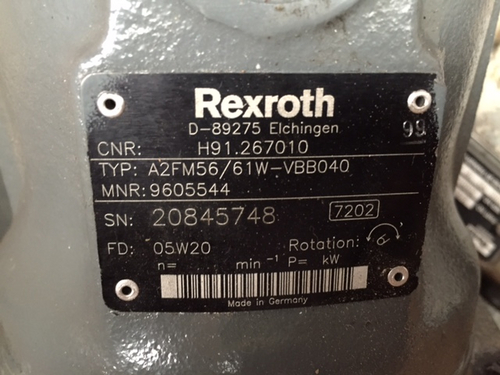 Rexroth
D-89275 Elchingen
99
CNR: H91.267010
TYP: A2FM56/61W-VBB040
MNR: 9605544
SN: 20845748 7202
FD: 05W20 Rotation:
n= min⁻¹ P= kW
Made in Germany